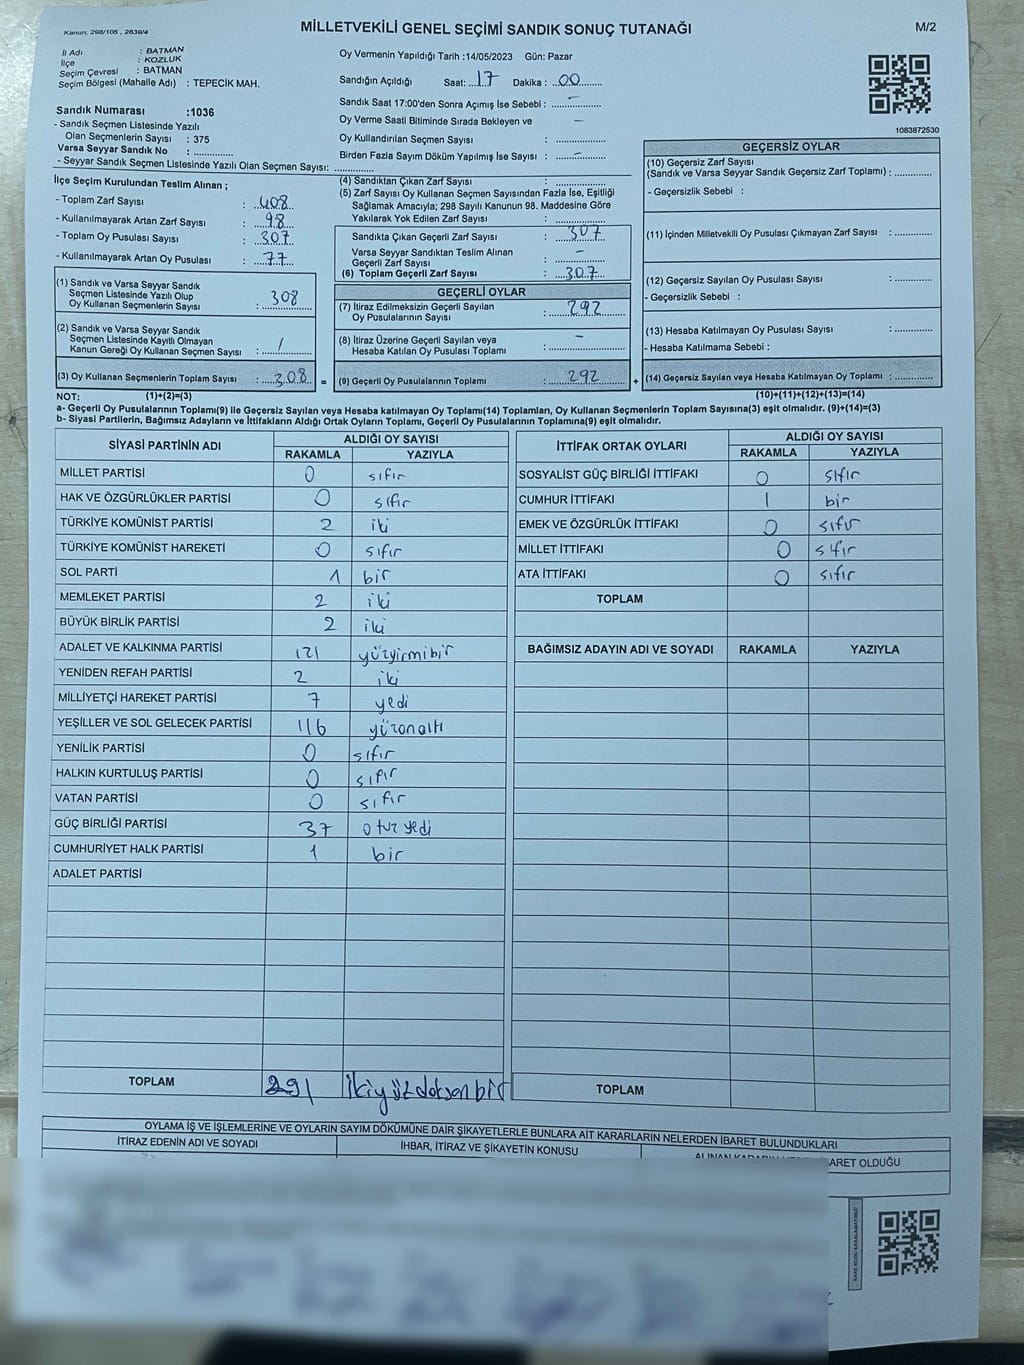 Kanun; 298/105 , 2839/4
MİLLETVEKİLİ GENEL SEÇİMİ SANDIK SONUÇ TUTANAĞI
M/2
İl Adı : BATMAN
İlçe : KOZLUK
Seçim Çevresi : BATMAN
Seçim Bölgesi (Mahalle Adı) : TEPECİK MAH.
Sandık Numarası :1036
- Sandık Seçmen Listesinde Yazılı
Olan Seçmenlerin Sayısı : 375
Varsa Seyyar Sandık No : ..............
- Seyyar Sandık Seçmen Listesinde Yazılı Olan Seçmen Sayısı: ..............
Oy Vermenin Yapıldığı Tarih :14/05/2023 Gün: Pazar
Sandığın Açıldığı Saat: 17 Dakika : 00
Sandık Saat 17:00'den Sonra Açımış İse Sebebi : -
Oy Verme Saati Bitiminde Sırada Bekleyen ve -
Oy Kullandırılan Seçmen Sayısı : ..............
Birden Fazla Sayım Döküm Yapılmış İse Sayısı : -
1083872530
İlçe Seçim Kurulundan Teslim Alınan ;
- Toplam Zarf Sayısı : 408
- Kullanılmayarak Artan Zarf Sayısı : 98
- Toplam Oy Pusulası Sayısı : 307
- Kullanılmayarak Artan Oy Pusulası : 77
(1) Sandık ve Varsa Seyyar Sandık
Seçmen Listesinde Yazılı Olup
Oy Kullanan Seçmenlerin Sayısı : 308
(2) Sandık ve Varsa Seyyar Sandık
Seçmen Listesinde Kayıtlı Olmayan
Kanun Gereği Oy Kullanan Seçmen Sayısı : /
(3) Oy Kullanan Seçmenlerin Toplam Sayısı : 308 =
(4) Sandıktan Çıkan Zarf Sayısı : ..............
(5) Zarf Sayısı Oy Kullanan Seçmen Sayısından Fazla İse, Eşitliği
Sağlamak Amacıyla; 298 Sayılı Kanunun 98. Maddesine Göre
Yakılarak Yok Edilen Zarf Sayısı : ..............
Sandıkta Çıkan Geçerli Zarf Sayısı : 307
Varsa Seyyar Sandıktan Teslim Alınan
Geçerli Zarf Sayısı : -
(6) Toplam Geçerli Zarf Sayısı : 307
GEÇERLİ OYLAR
(7) İtiraz Edilmeksizin Geçerli Sayılan
Oy Pusulalarının Sayısı : 292
(8) İtiraz Üzerine Geçerli Sayılan veya
Hesaba Katılan Oy Pusulası Toplamı : -
(9) Geçerli Oy Pusulalarının Toplamı : 292 +
GEÇERSİZ OYLAR
(10) Geçersiz Zarf Sayısı
(Sandık ve Varsa Seyyar Sandık Geçersiz Zarf Toplamı) : ..............
- Geçersizlik Sebebi :
(11) İçinden Milletvekili Oy Pusulası Çıkmayan Zarf Sayısı : ..............
(12) Geçersiz Sayılan Oy Pusulası Sayısı : ..............
- Geçersizlik Sebebi :
(13) Hesaba Katılmayan Oy Pusulası Sayısı : ..............
- Hesaba Katılmama Sebebi :
(14) Geçersiz Sayılan veya Hesaba Katılmayan Oy Toplamı : ..............
NOT: (1)+(2)=(3) (10)+(11)+(12)+(13)=(14)
a- Geçerli Oy Pusulalarının Toplamı(9) ile Geçersiz Sayılan veya Hesaba katılmayan Oy Toplamı(14) Toplamları, Oy Kullanan Seçmenlerin Toplam Sayısına(3) eşit olmalıdır. (9)+(14)=(3)
b- Siyasi Partilerin, Bağımsız Adayların ve İttifakların Aldığı Ortak Oyların Toplamı, Geçerli Oy Pusulalarının Toplamına(9) eşit olmalıdır.
SİYASİ PARTİNİN ADI ALDIĞI OY SAYISI
RAKAMLA YAZIYLA
MİLLET PARTİSİ 0 sıfır
HAK VE ÖZGÜRLÜKLER PARTİSİ 0 sıfır
TÜRKİYE KOMÜNİST PARTİSİ 2 iki
TÜRKİYE KOMÜNİST HAREKETİ 0 sıfır
SOL PARTİ 1 bir
MEMLEKET PARTİSİ 2 iki
BÜYÜK BİRLİK PARTİSİ 2 iki
ADALET VE KALKINMA PARTİSİ 121 yüzyirmibir
YENİDEN REFAH PARTİSİ 2 iki
MİLLİYETÇİ HAREKET PARTİSİ 7 yedi
YEŞİLLER VE SOL GELECEK PARTİSİ 116 yüzonaltı
YENİLİK PARTİSİ 0 sıfır
HALKIN KURTULUŞ PARTİSİ 0 sıfır
VATAN PARTİSİ 0 sıfır
GÜÇ BİRLİĞİ PARTİSİ 37 otuzyedi
CUMHURİYET HALK PARTİSİ 1 bir
ADALET PARTİSİ
TOPLAM 291 ikiyüzdoksanbir
İTTİFAK ORTAK OYLARI ALDIĞI OY SAYISI
RAKAMLA YAZIYLA
SOSYALİST GÜÇ BİRLİĞİ İTTİFAKI 0 sıfır
CUMHUR İTTİFAKI 1 bir
EMEK VE ÖZGÜRLÜK İTTİFAKI 0 sıfır
MİLLET İTTİFAKI 0 sıfır
ATA İTTİFAKI 0 sıfır
TOPLAM
BAĞIMSIZ ADAYIN ADI VE SOYADI RAKAMLA YAZIYLA
TOPLAM
OYLAMA İŞ VE İŞLEMLERİNE VE OYLARIN SAYIM DÖKÜMÜNE DAİR ŞİKAYETLERLE BUNLARA AİT KARARLARIN NELERDEN İBARET BULUNDUKLARI
İTİRAZ EDENİN ADI VE SOYADI İHBAR, İTİRAZ VE ŞİKAYETİN KONUSU ALINAN BARET OLDUĞU